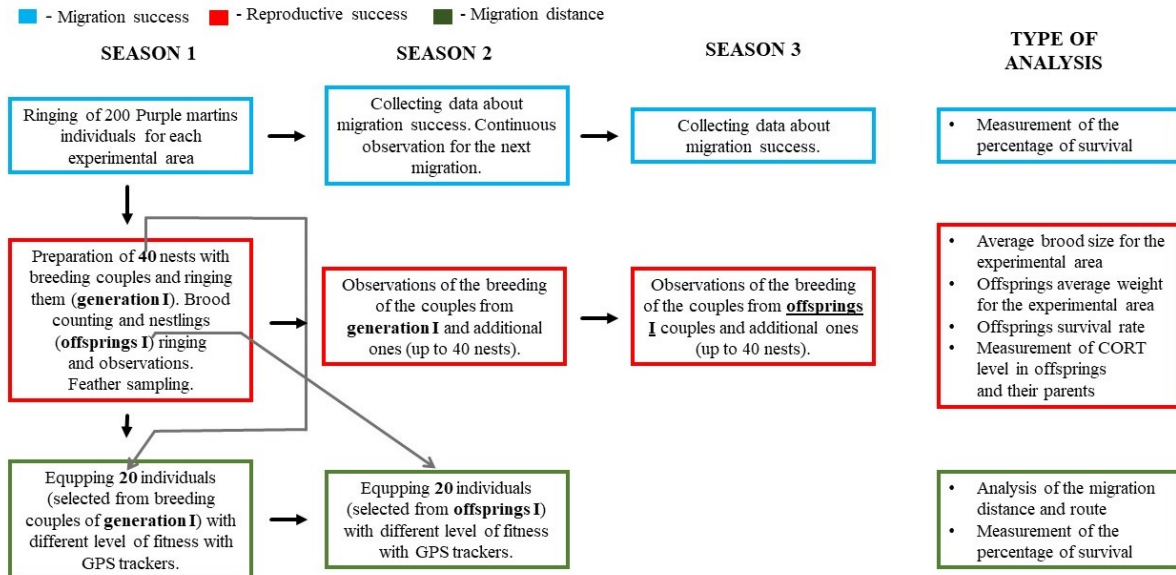 - Migration success - Reproductive success - Migration distance
SEASON 1
SEASON 2
SEASON 3
TYPE OF
ANALYSIS
Ringing of 200 Purple martins
individuals for each
experimental area
Collecting data about
migration success. Continuous
observation for the next
migration.
Collecting data about
migration success.
• Measurement of the
percentage of survival
Preparation of 40 nests with
breeding couples and ringing
them (generation I). Brood
counting and nestlings
(offsprings I) ringing
and observations.
Feather sampling.
Observations of the breeding
of the couples from
generation I and additional
ones (up to 40 nests).
Observations of the breeding
of the couples from offsprings
I couples and additional ones
(up to 40 nests).
• Average brood size for the
experimental area
• Offsprings average weight
for the experimental area
• Offsprings survival rate
• Measurement of CORT
level in offsprings
and their parents
Equpping 20 individuals
(selected from breeding
couples of generation I) with
different level of fitness with
GPS trackers.
Equpping 20 individuals
(selected from offsprings I)
with different level of fitness
with GPS trackers.
• Analysis of the migration
distance and route
• Measurement of the
percentage of survival